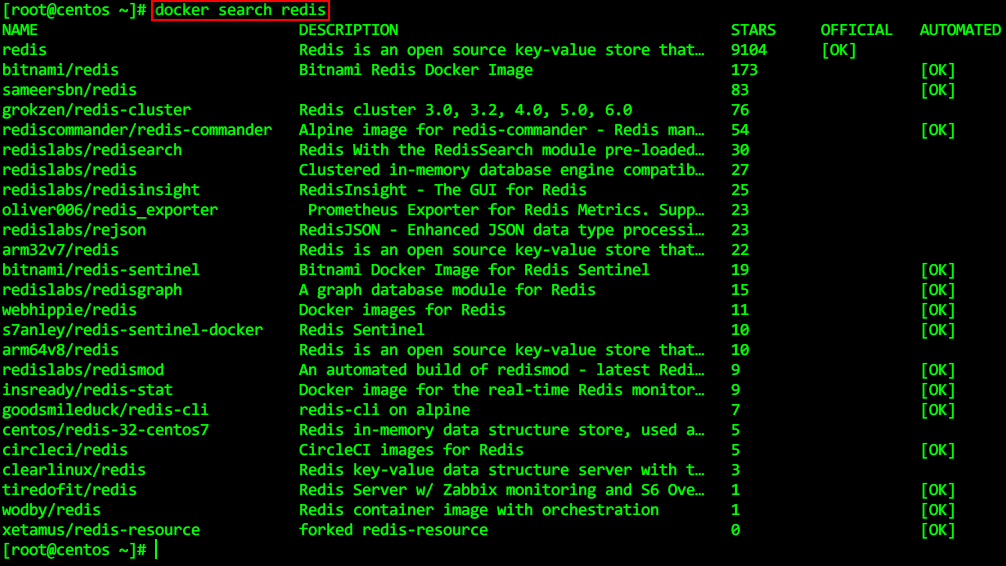 [root@centos ~]# docker search redis
NAME DESCRIPTION STARS OFFICIAL AUTOMATED
redis Redis is an open source key-value store that… 9104 [OK]
bitnami/redis Bitnami Redis Docker Image 173 [OK]
sameersbn/redis 83 [OK]
grokzen/redis-cluster Redis cluster 3.0, 3.2, 4.0, 5.0, 6.0 76
rediscommander/redis-commander Alpine image for redis-commander - Redis man… 54 [OK]
redislabs/redisearch Redis With the RedisSearch module pre-loaded… 30
redislabs/redis Clustered in-memory database engine compatib… 27
redislabs/redisinsight RedisInsight - The GUI for Redis 25
oliver006/redis_exporter Prometheus Exporter for Redis Metrics. Supp… 23
redislabs/rejson RedisJSON - Enhanced JSON data type processi… 23
arm32v7/redis Redis is an open source key-value store that… 22
bitnami/redis-sentinel Bitnami Docker Image for Redis Sentinel 19 [OK]
redislabs/redisgraph A graph database module for Redis 15 [OK]
webhippie/redis Docker images for Redis 11 [OK]
s7anley/redis-sentinel-docker Redis Sentinel 10 [OK]
arm64v8/redis Redis is an open source key-value store that… 10
redislabs/redismod An automated build of redismod - latest Redi… 9 [OK]
insready/redis-stat Docker image for the real-time Redis monitor… 9 [OK]
goodsmileduck/redis-cli redis-cli on alpine 7 [OK]
centos/redis-32-centos7 Redis in-memory data structure store, used a… 5
circleci/redis CircleCI images for Redis 5 [OK]
clearlinux/redis Redis key-value data structure server with t… 3
tiredofit/redis Redis Server w/ Zabbix monitoring and S6 Ove… 1 [OK]
wodby/redis Redis container image with orchestration 1 [OK]
xetamus/redis-resource forked redis-resource 0 [OK]
[root@centos ~]#